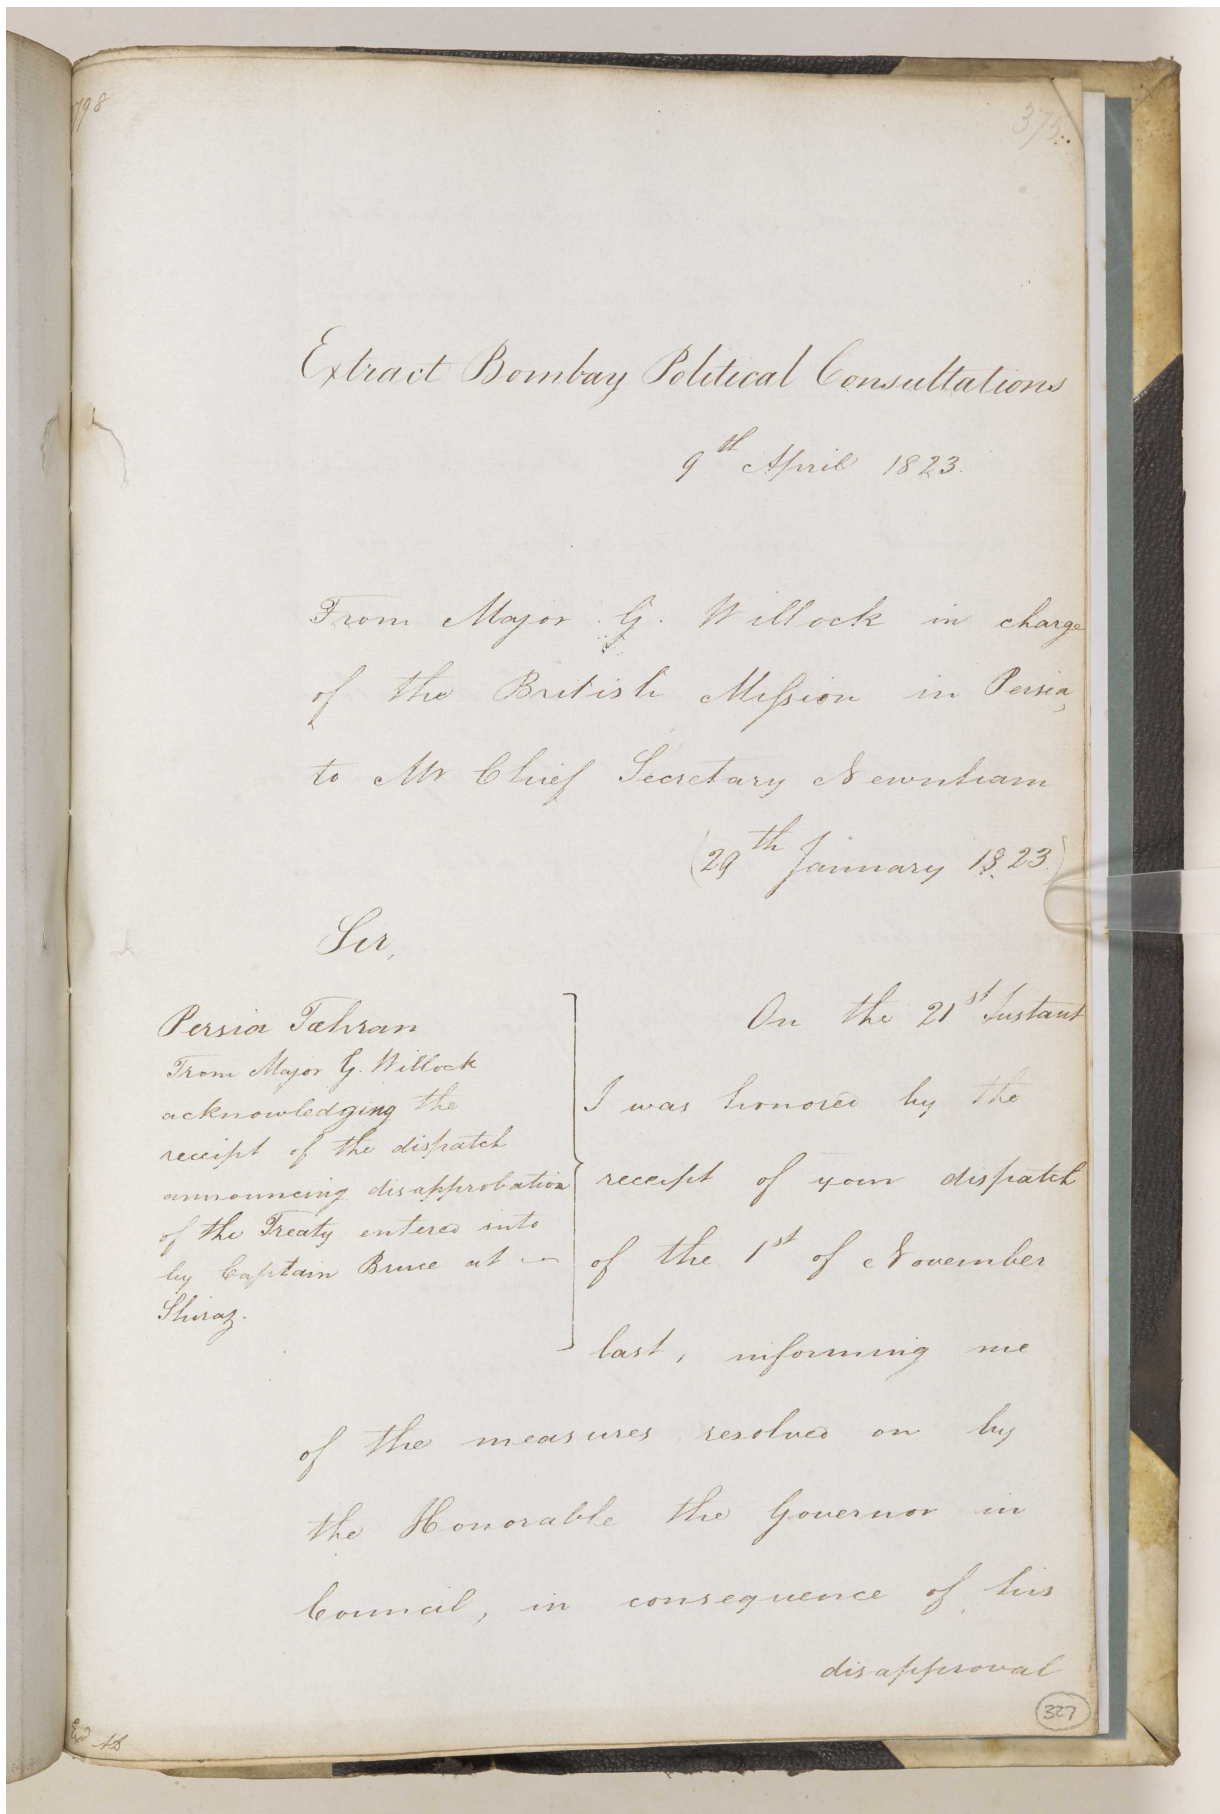 798
375
Extract Bombay Political Consultations
9th April 1823.
From Major G. Willock in charge
of the British Mission in Persia,
to Mr Chief Secretary Newnham
(29th January 1823.)
Sir,
Persia Tæhran
From Major G. Willock
acknowledging the
receipt of the dispatch
announcing disapprobation
of the Treaty entered into
by Captain Bruce at
Shiraz.
On the 21st Instant
I was honored by the
receipt of your dispatch
of the 1st of November
last, informing me
of the measures resolved on by
the Honorable the Governor in
Council, in consequence of his
disapproval
327
Exd